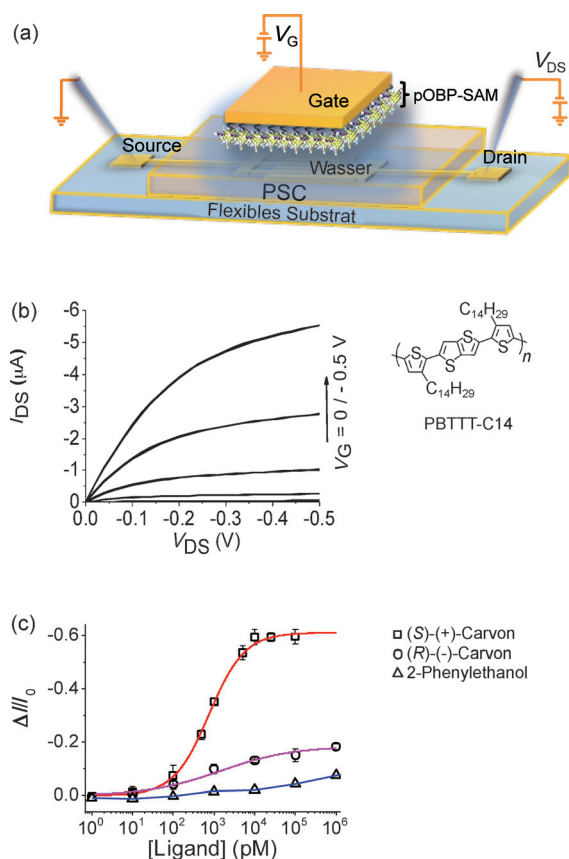 (a)
V_G
V_DS
Gate
pOBP-SAM
Source
Wasser
Drain
PSC
Flexibles Substrat
(b)
-6
-5
-4
-3
-2
-1
0
I_DS (µA)
0.0 -0.1 -0.2 -0.3 -0.4 -0.5
V_DS (V)
V_G = 0 / - 0.5 V
C14H29
S
S
S
S
n
C14H29
PBTTT-C14
(c)
-0.6
-0.4
-0.2
0.0
ΔI/I_0
10^0 10^1 10^2 10^3 10^4 10^5 10^6
[Ligand] (pM)
(S)-(+)-Carvon
(R)-(-)-Carvon
2-Phenylethanol